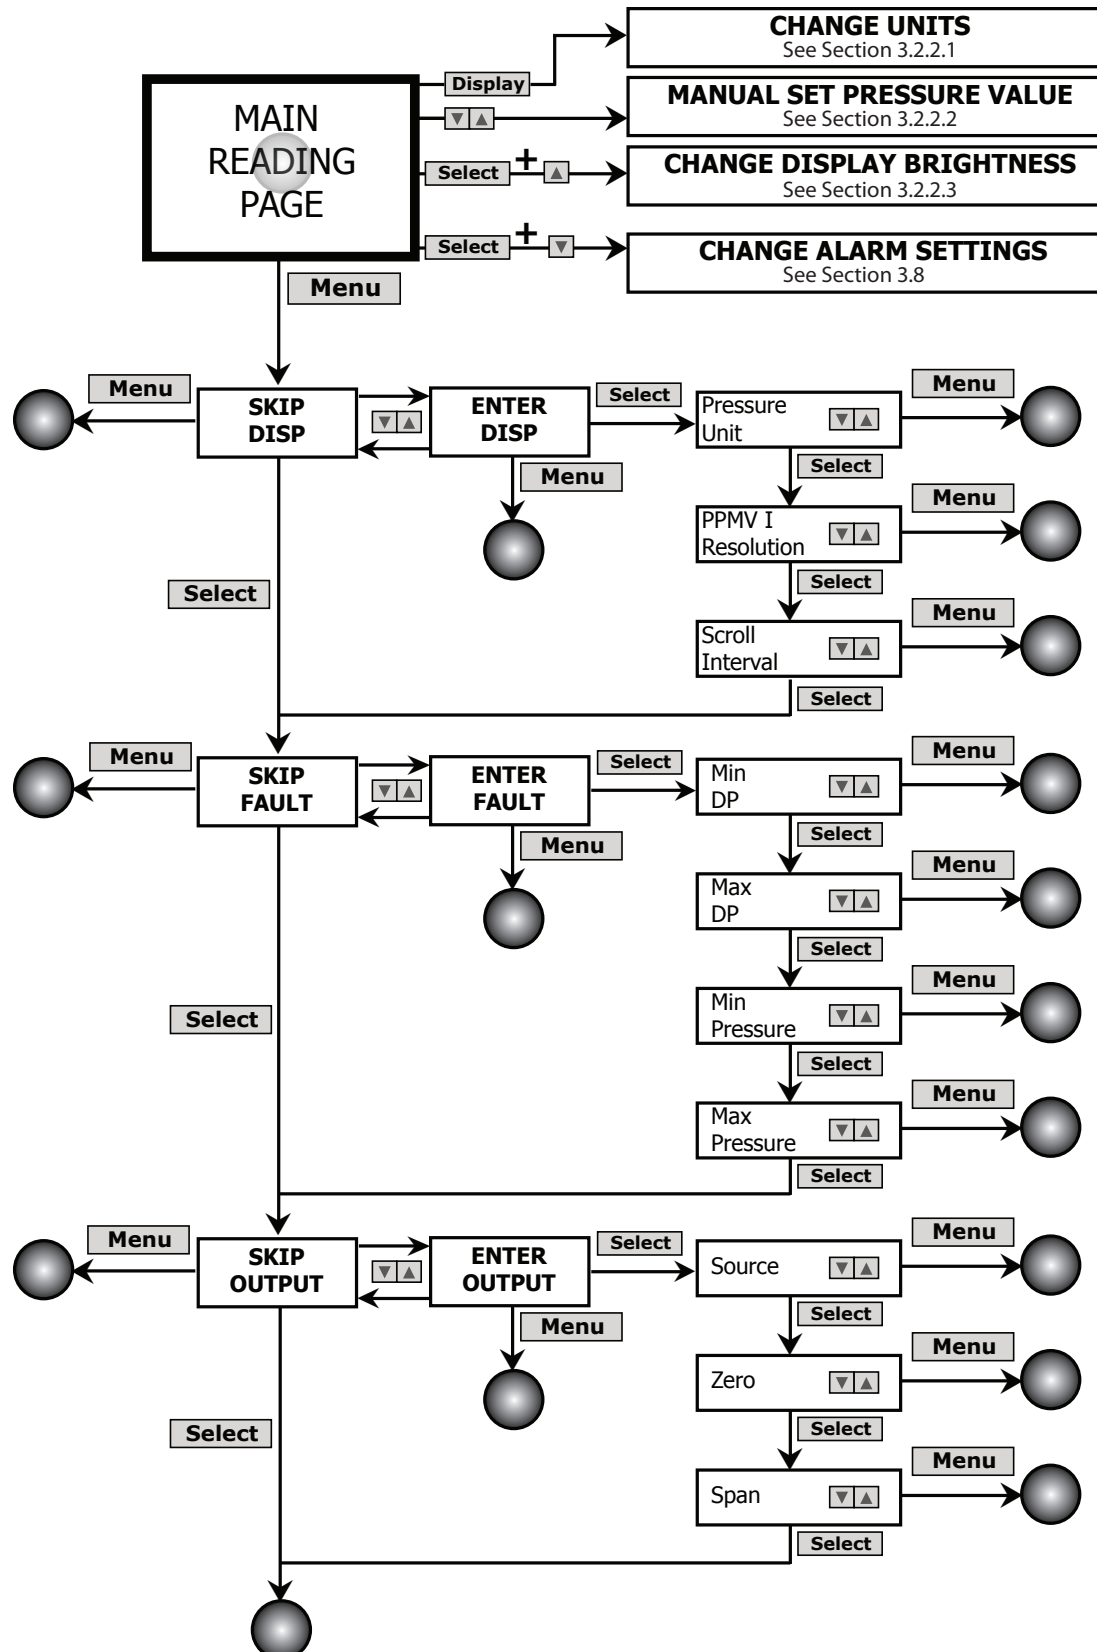 CHANGE UNITS
See Section 3.2.2.1
Display
MAIN
READING
PAGE
MANUAL SET PRESSURE VALUE
See Section 3.2.2.2
▼ ▲
CHANGE DISPLAY BRIGHTNESS
See Section 3.2.2.3
Select + ▲
CHANGE ALARM SETTINGS
See Section 3.8
Select + ▼
Menu
Menu
SKIP
DISP
▼ ▲
ENTER
DISP
Select
Pressure
Unit
▼ ▲
Menu
Menu
Select
PPMV I
Resolution
▼ ▲
Menu
Select
Select
Scroll
Interval
▼ ▲
Menu
Select
Menu
SKIP
FAULT
▼ ▲
ENTER
FAULT
Select
Min
DP
▼ ▲
Menu
Menu
Select
Max
DP
▼ ▲
Menu
Select
Select
Min
Pressure
▼ ▲
Menu
Select
Max
Pressure
▼ ▲
Menu
Select
Menu
SKIP
OUTPUT
▼ ▲
ENTER
OUTPUT
Select
Source
▼ ▲
Menu
Menu
Select
Zero
▼ ▲
Menu
Select
Select
Span
▼ ▲
Menu
Select